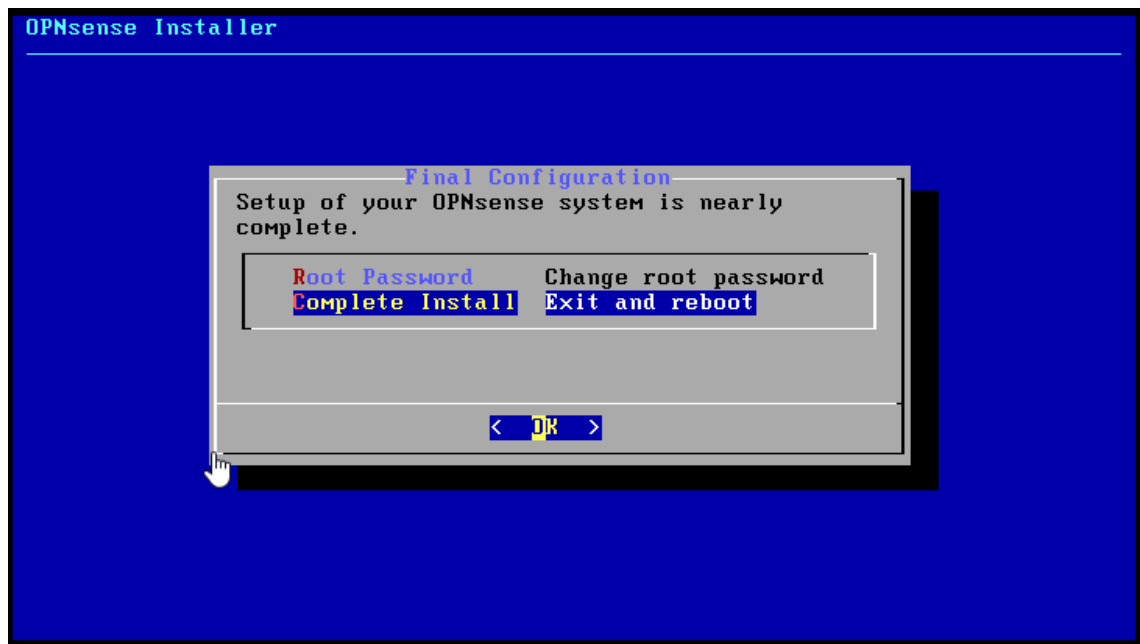 OPNsense Installer
Final Configuration
Setup of your OPNsense system is nearly
complete.
Root Password Change root password
Complete Install Exit and reboot
< OK >